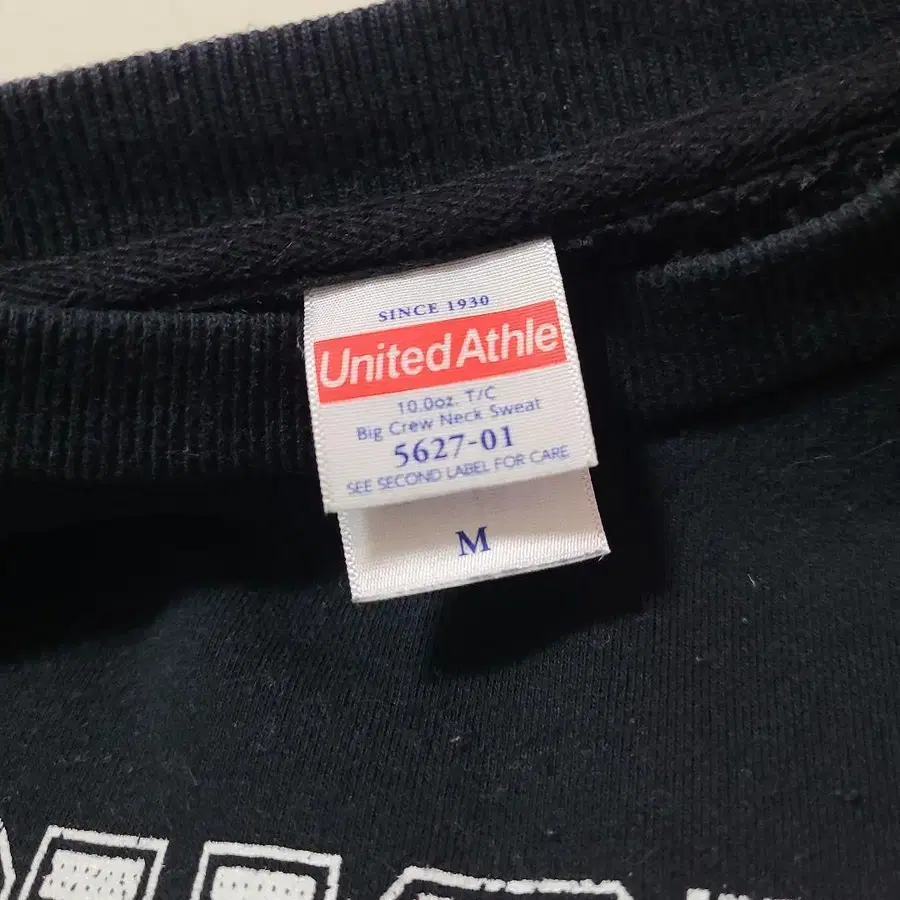 SINCE 1930
United Athle
10.0oz. T/C
Big Crew Neck Sweat
5627-01
SEE SECOND LABEL FOR CARE
M